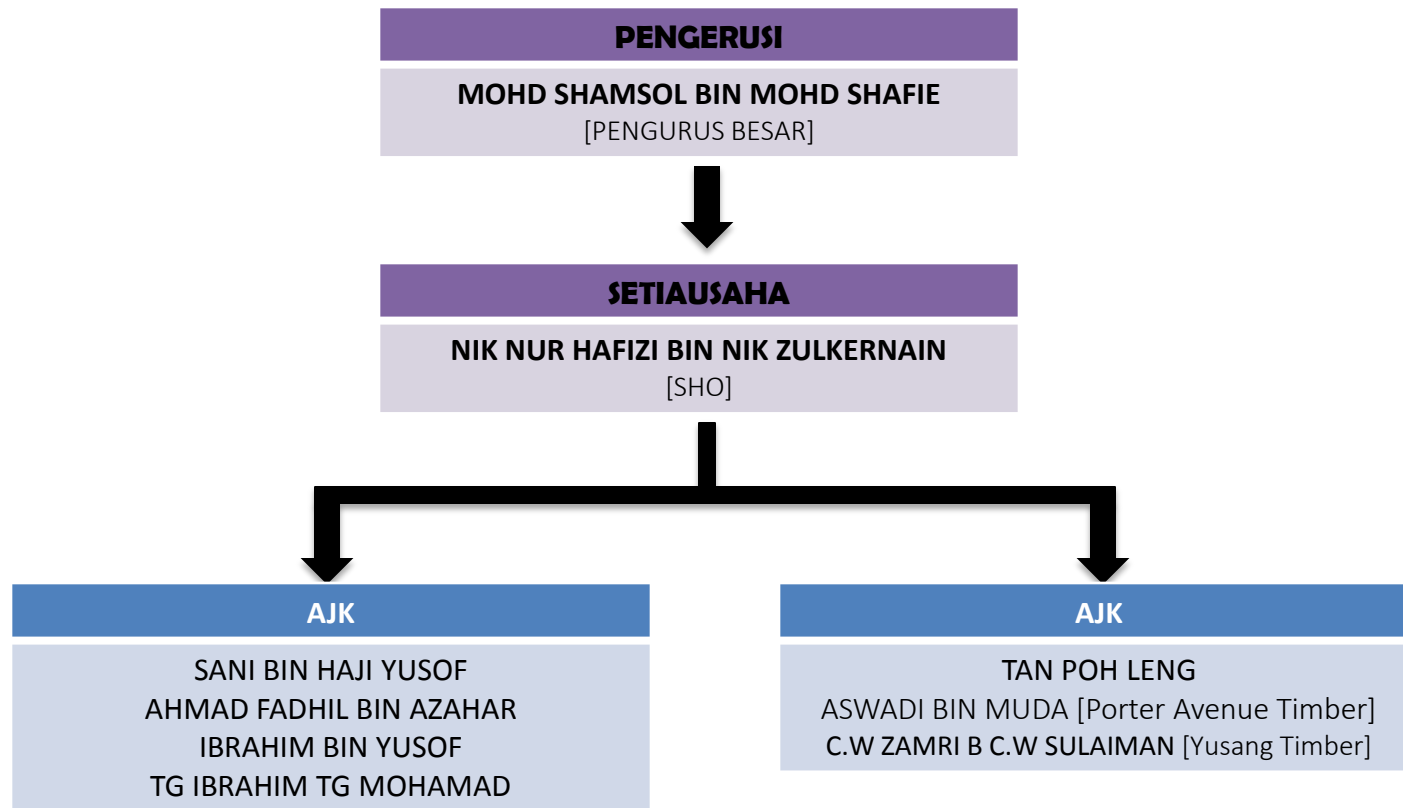 PENGERUSI
MOHD SHAMSOL BIN MOHD SHAFIE
[PENGURUS BESAR]
SETIAUSAHA
NIK NUR HAFIZI BIN NIK ZULKERNAIN
[SHO]
AJK
SANI BIN HAJI YUSOF
AHMAD FADHIL BIN AZAHAR
IBRAHIM BIN YUSOF
TG IBRAHIM TG MOHAMAD
AJK
TAN POH LENG
ASWADI BIN MUDA [Porter Avenue Timber]
C.W ZAMRI B C.W SULAIMAN [Yusang Timber]